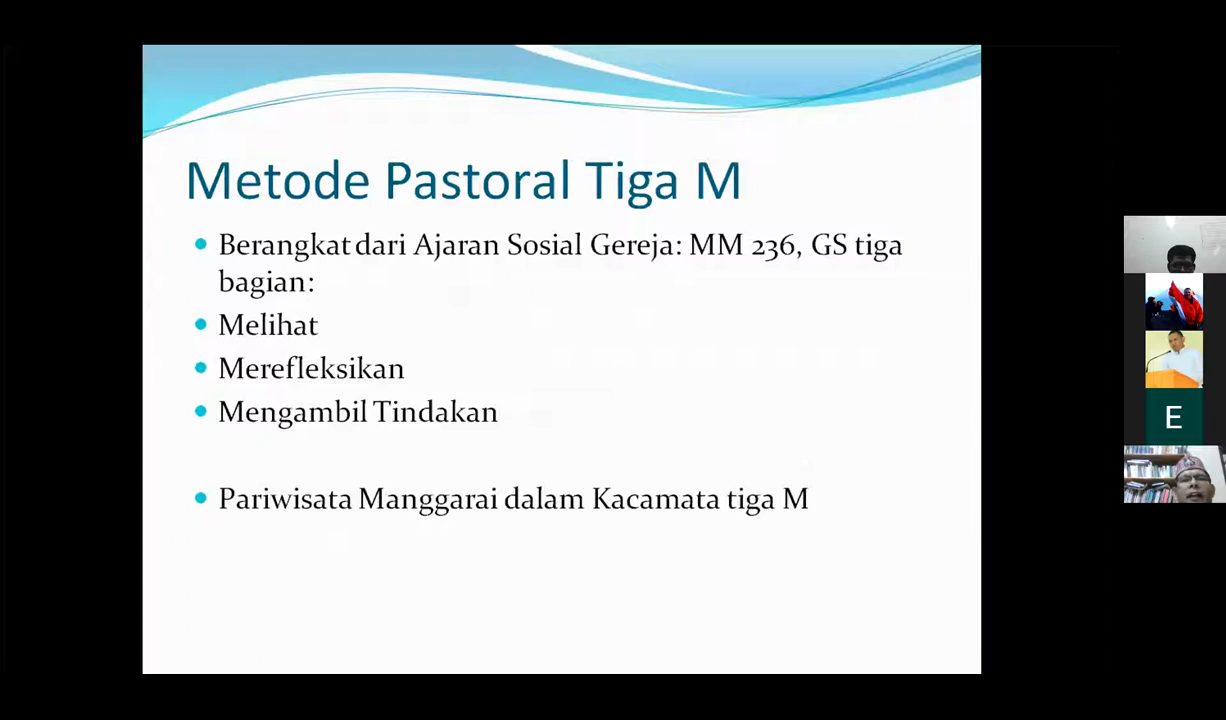 Metode Pastoral Tiga M
Berangkat dari Ajaran Sosial Gereja: MM 236, GS tiga
bagian:
Melihat
Merefleksikan
Mengambil Tindakan
Pariwisata Manggarai dalam Kacamata tiga M
E